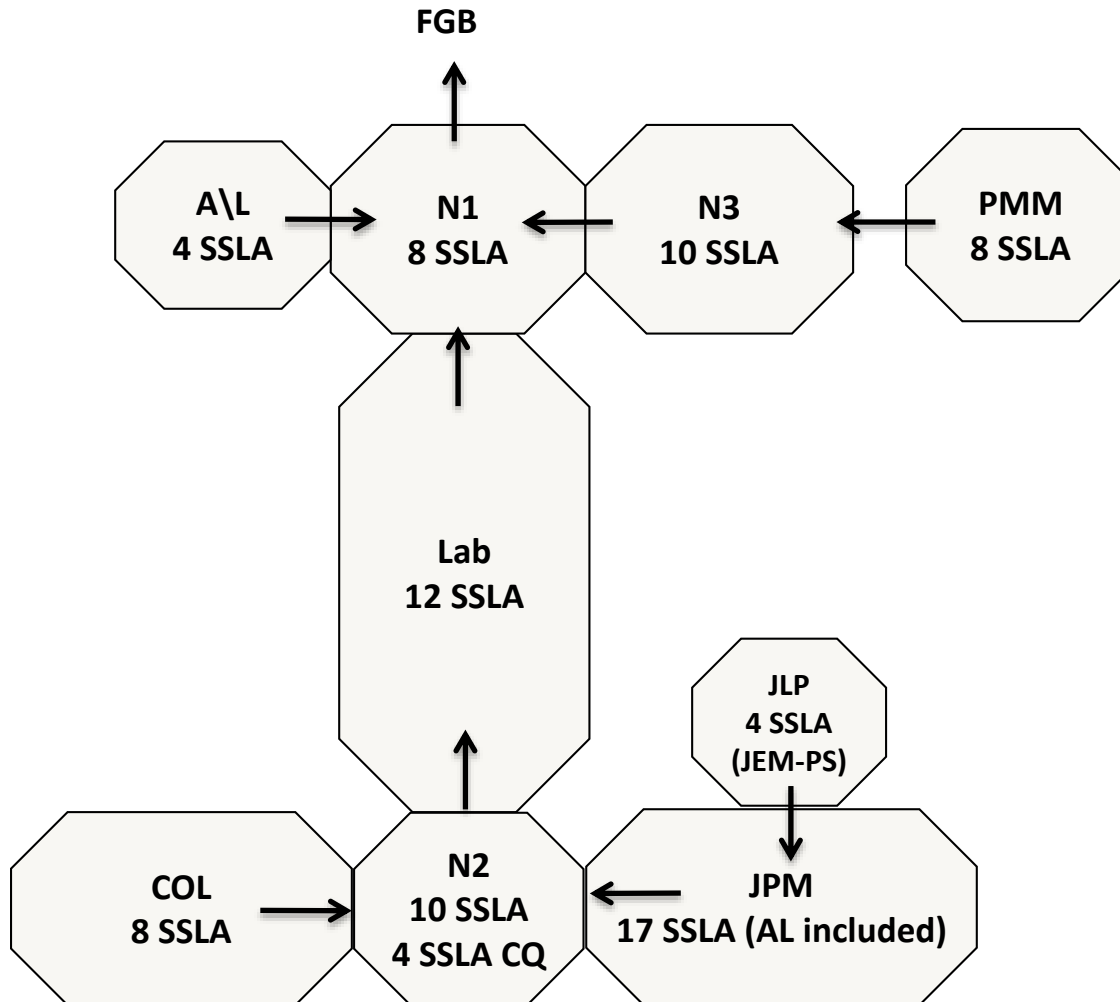 FGB
A\L
4 SSLA
N1
8 SSLA
N3
10 SSLA
PMM
8 SSLA
Lab
12 SSLA
JLP
4 SSLA
(JEM-PS)
COL
8 SSLA
N2
10 SSLA
4 SSLA CQ
JPM
17 SSLA (AL included)